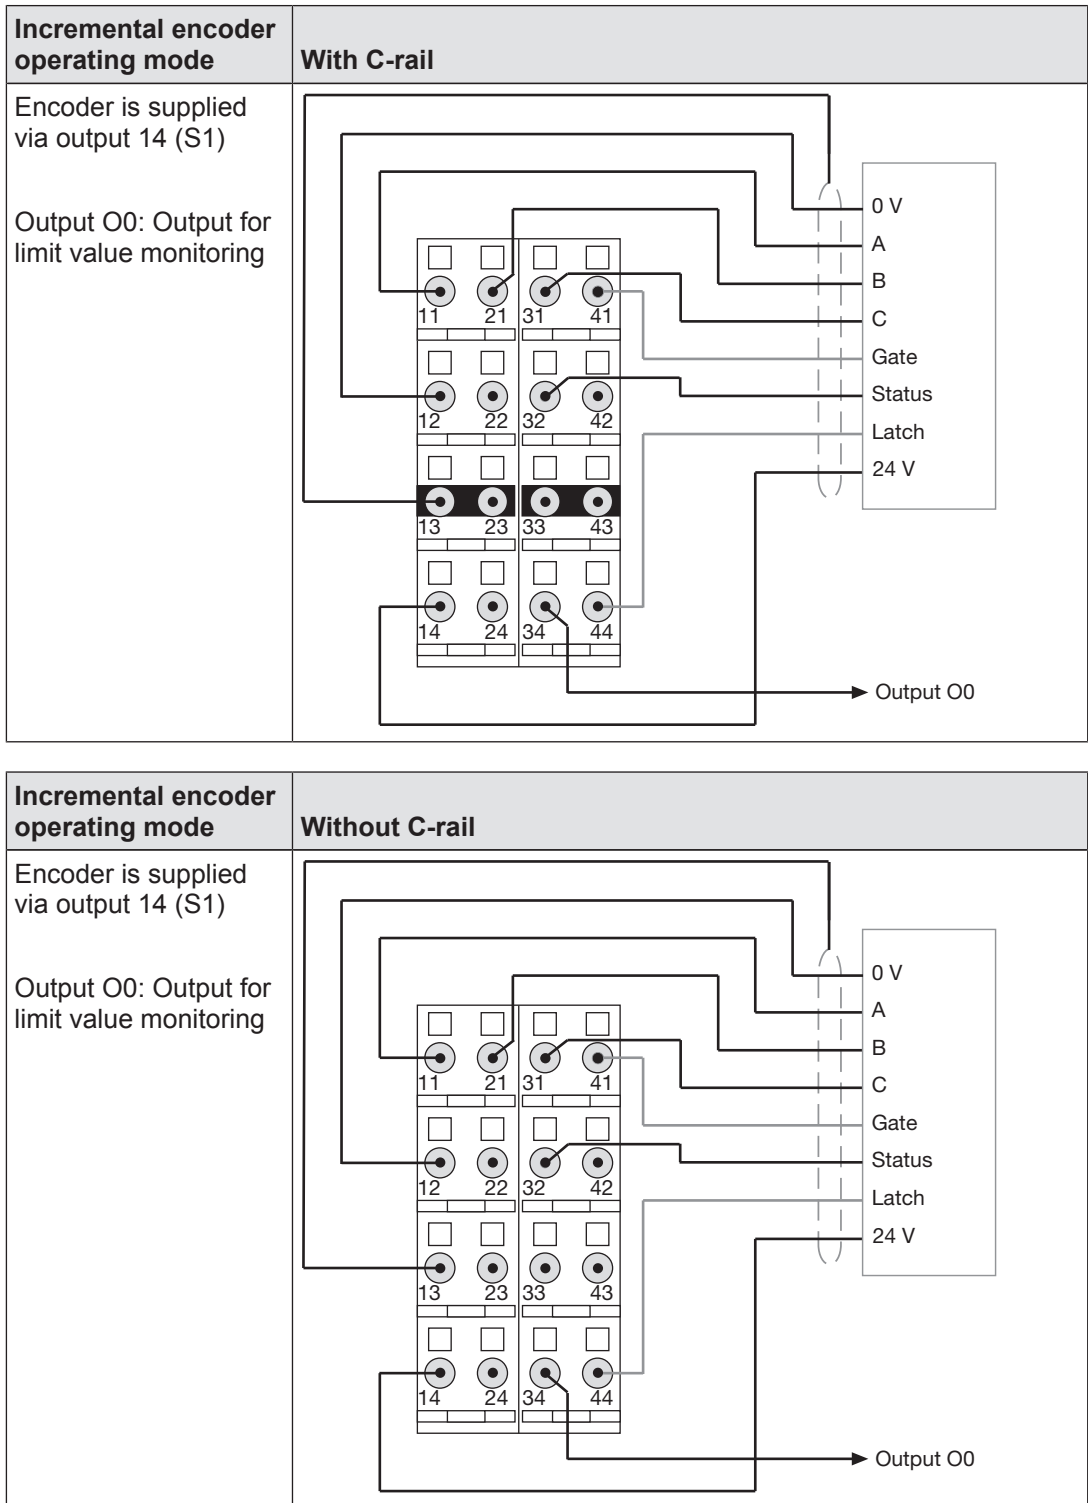 Incremental encoder
operating mode
With C-rail
Encoder is supplied
via output 14 (S1)
Output O0: Output for
limit value monitoring
0 V
A
B
C
Gate
Status
Latch
24 V
11 21 31 41
12 22 32 42
13 23 33 43
14 24 34 44
Output O0
Incremental encoder
operating mode
Without C-rail
Encoder is supplied
via output 14 (S1)
Output O0: Output for
limit value monitoring
0 V
A
B
C
Gate
Status
Latch
24 V
11 21 31 41
12 22 32 42
13 23 33 43
14 24 34 44
Output O0